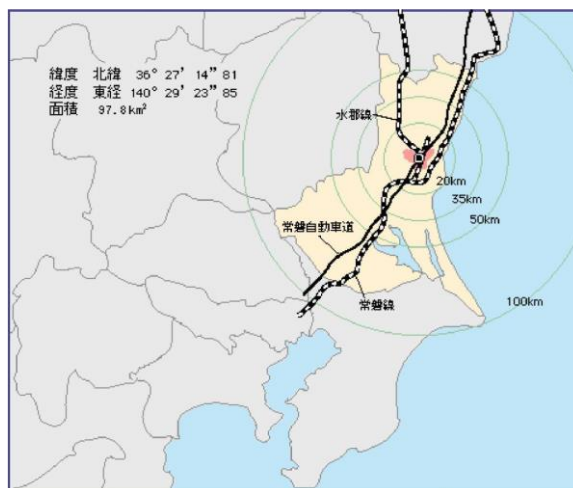 緯度 北緯 36° 27’ 14” 81
経度 東経 140° 29’ 23” 85
面積 97.8km²
水郡線
20km
35km
50km
常磐自動車道
常磐線
100km